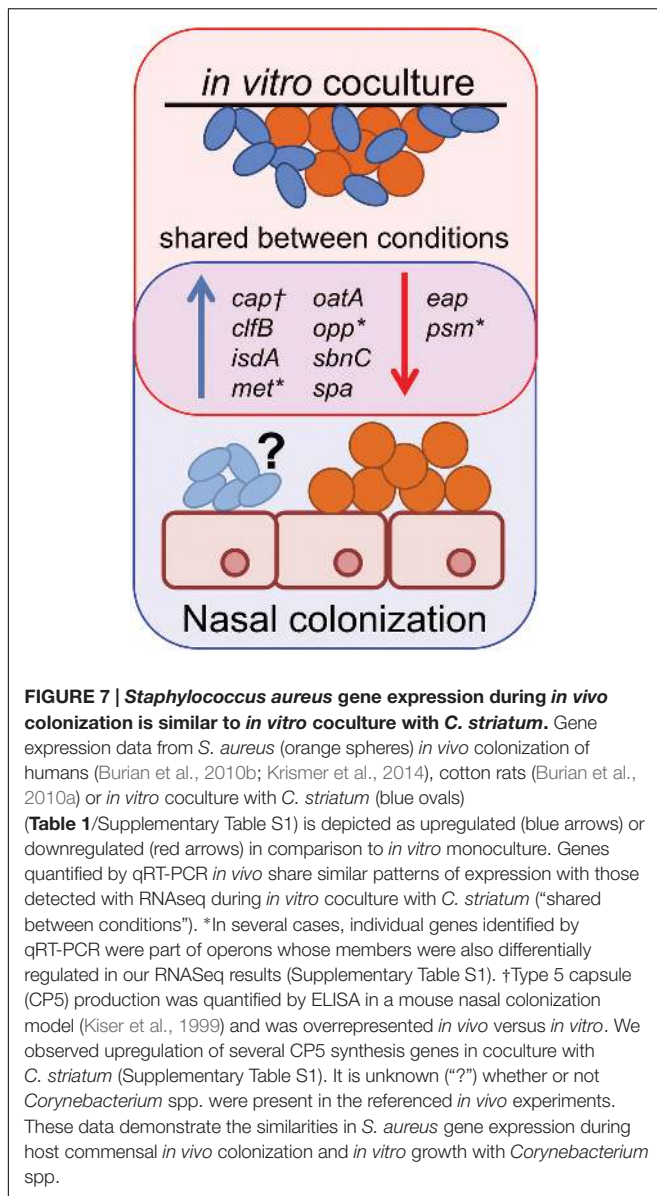 in vitro coculture
shared between conditions
cap† oatA eap
clfB opp* psm*
isdA sbnC
met* spa
?
Nasal colonization
FIGURE 7 | Staphylococcus aureus gene expression during in vivo
colonization is similar to in vitro coculture with C. striatum. Gene
expression data from S. aureus (orange spheres) in vivo colonization of
humans (Burian et al., 2010b; Krismer et al., 2014), cotton rats (Burian et al.,
2010a) or in vitro coculture with C. striatum (blue ovals)
(Table 1/Supplementary Table S1) is depicted as upregulated (blue arrows) or
downregulated (red arrows) in comparison to in vitro monoculture. Genes
quantified by qRT-PCR in vivo share similar patterns of expression with those
detected with RNAseq during in vitro coculture with C. striatum (“shared
between conditions”). *In several cases, individual genes identified by
qRT-PCR were part of operons whose members were also differentially
regulated in our RNASeq results (Supplementary Table S1). †Type 5 capsule
(CP5) production was quantified by ELISA in a mouse nasal colonization
model (Kiser et al., 1999) and was overrepresented in vivo versus in vitro. We
observed upregulation of several CP5 synthesis genes in coculture with
C. striatum (Supplementary Table S1). It is unknown (“?”) whether or not
Corynebacterium spp. were present in the referenced in vivo experiments.
These data demonstrate the similarities in S. aureus gene expression during
host commensal in vivo colonization and in vitro growth with Corynebacterium
spp.